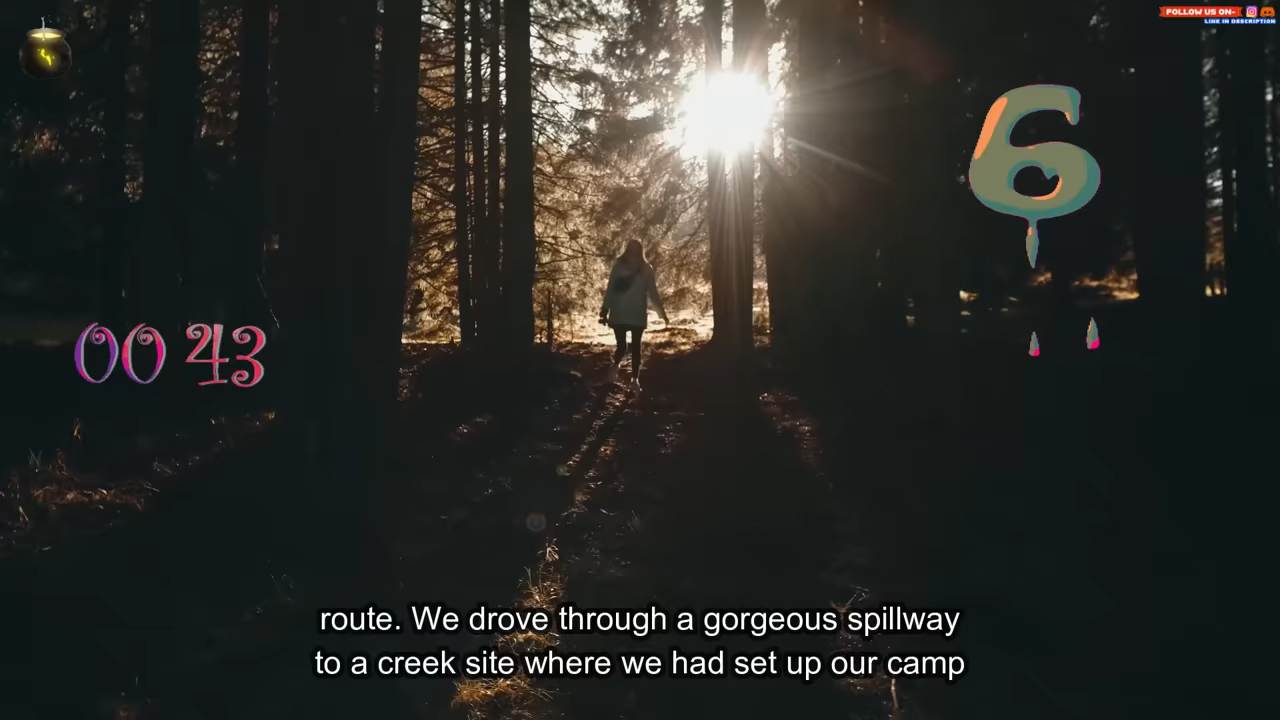 FOLLOW US ON-
LINK IN DESCRIPTION
6
00 43
route. We drove through a gorgeous spillway
to a creek site where we had set up our camp